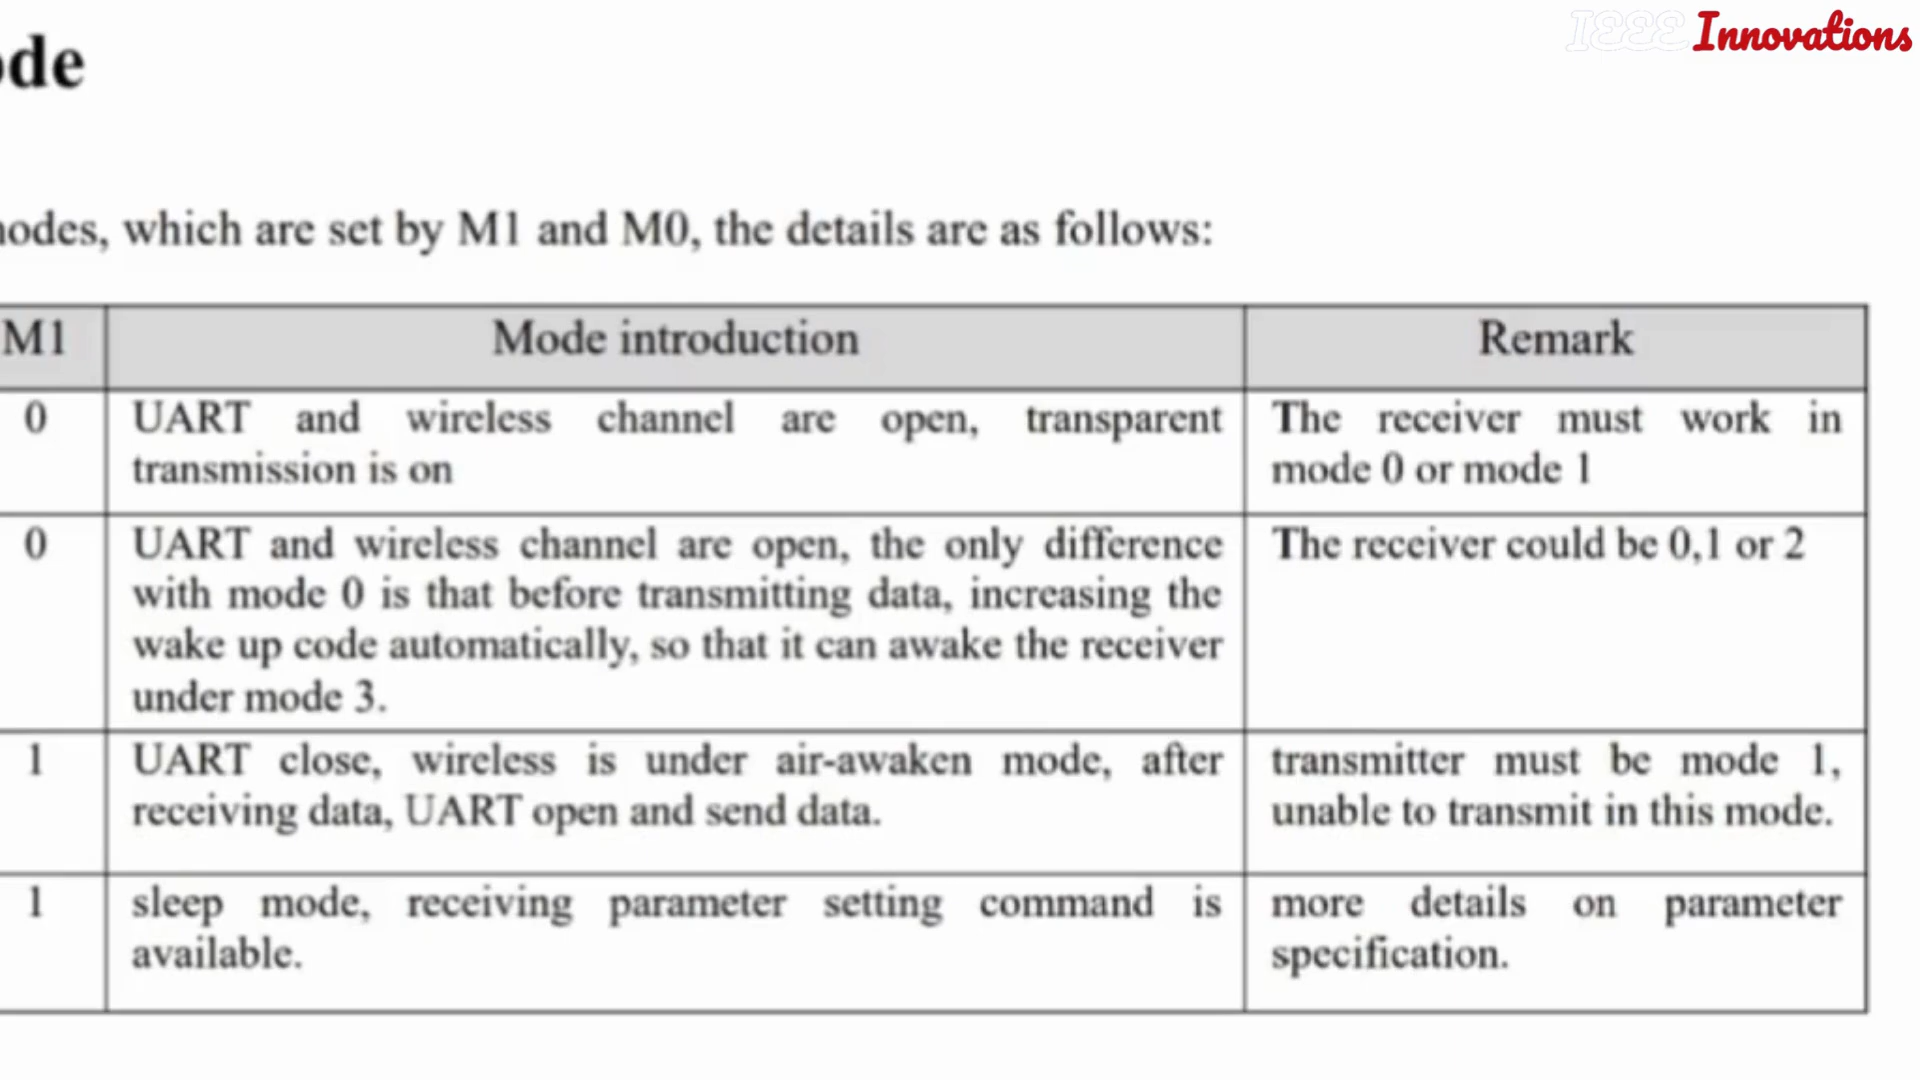 IEEE Innovations
ode
nodes, which are set by M1 and M0, the details are as follows:
M1 Mode introduction Remark
0 UART and wireless channel are open, transparent The receiver must work in
transmission is on mode 0 or mode 1
0 UART and wireless channel are open, the only difference The receiver could be 0,1 or 2
with mode 0 is that before transmitting data, increasing the
wake up code automatically, so that it can awake the receiver
under mode 3.
1 UART close, wireless is under air-awaken mode, after transmitter must be mode 1,
receiving data, UART open and send data. unable to transmit in this mode.
1 sleep mode, receiving parameter setting command is more details on parameter
available. specification.